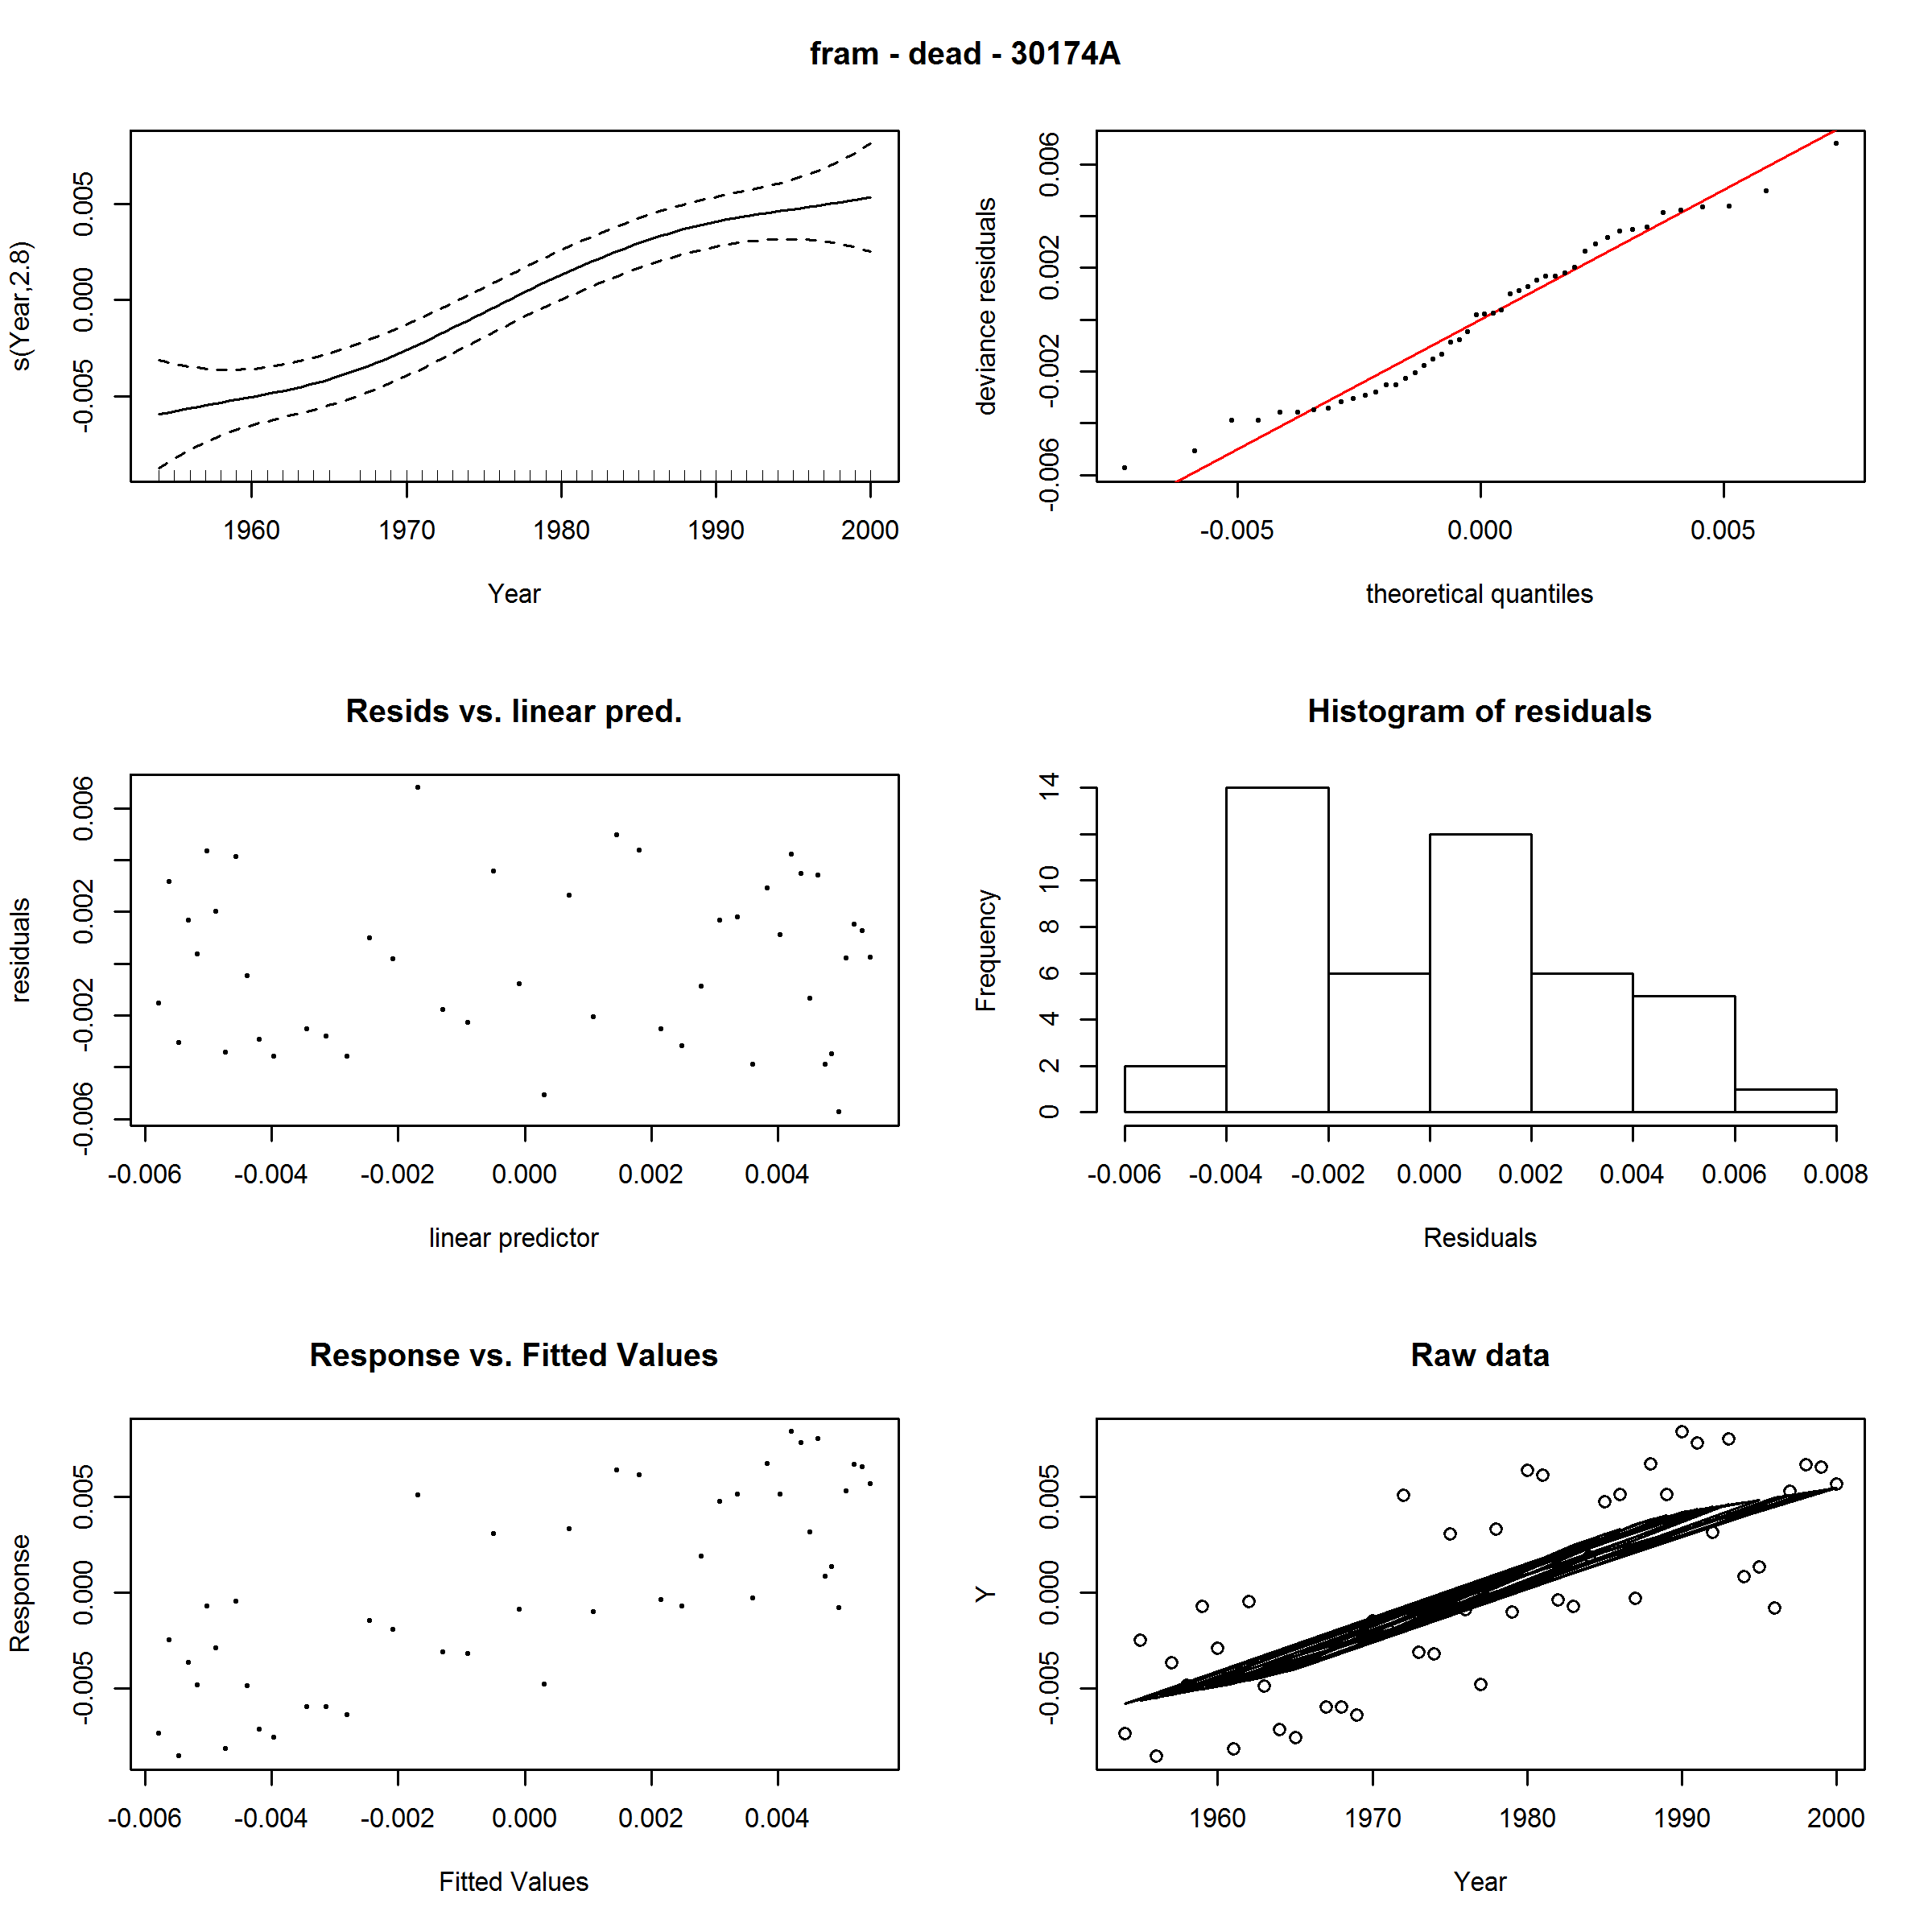 fram - dead - 30174A
s(Year,2.8)
0.005
0.000
-0.005
1960 1970 1980 1990 2000
Year
deviance residuals
0.006
0.002
-0.002
-0.006
-0.005 0.000 0.005
theoretical quantiles
Resids vs. linear pred.
residuals
0.006
0.002
-0.002
-0.006
-0.006 -0.004 -0.002 0.000 0.002 0.004
linear predictor
Histogram of residuals
Frequency
14
10
8
6
4
2
0
-0.006 -0.004 -0.002 0.000 0.002 0.004 0.006 0.008
Residuals
Response vs. Fitted Values
Response
0.005
0.000
-0.005
-0.006 -0.004 -0.002 0.000 0.002 0.004
Fitted Values
Raw data
Y
0.005
0.000
-0.005
1960 1970 1980 1990 2000
Year